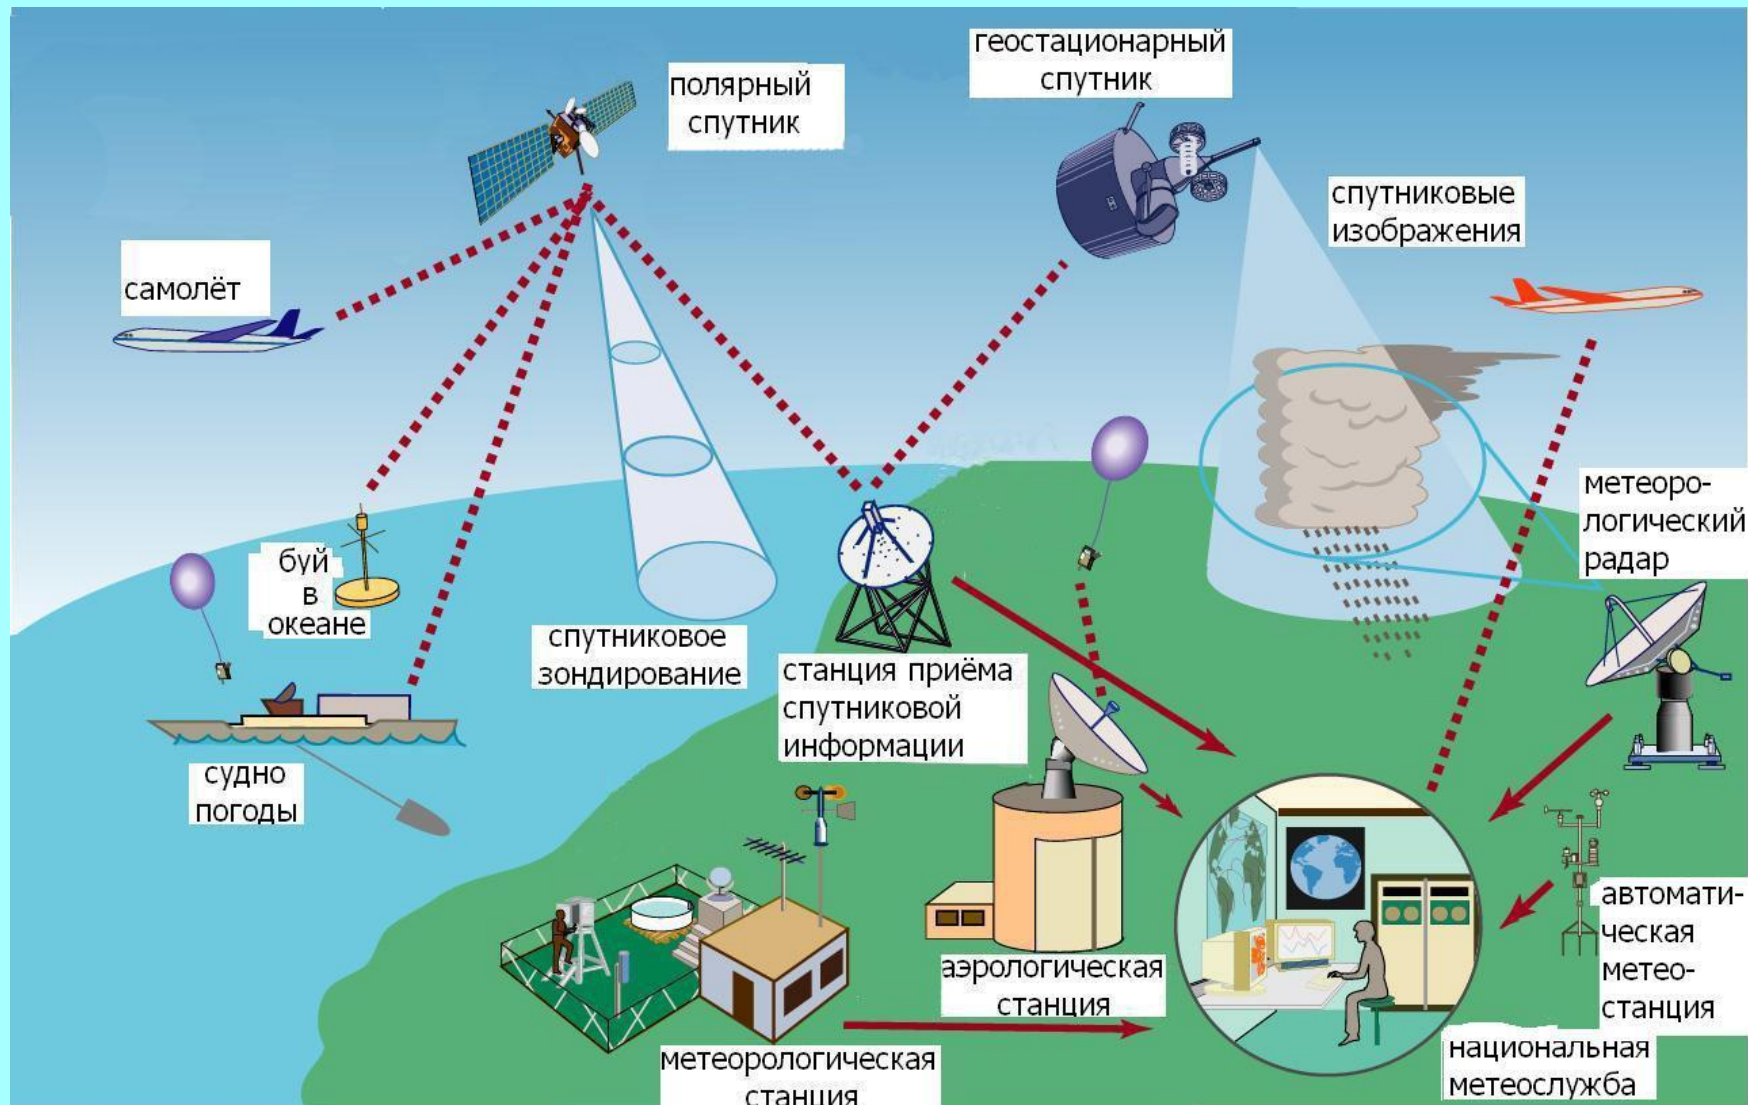 геостационарный
спутник
полярный
спутник
спутниковые
изображения
самолёт
метеоро-
логический
радар
буй
в
океане
спутниковое
зондирование
станция приёма
спутниковой
информации
судно
погоды
автомати-
ческая
метео-
станция
аэрологическая
станция
национальная
метеослужба
метеорологическая
станция